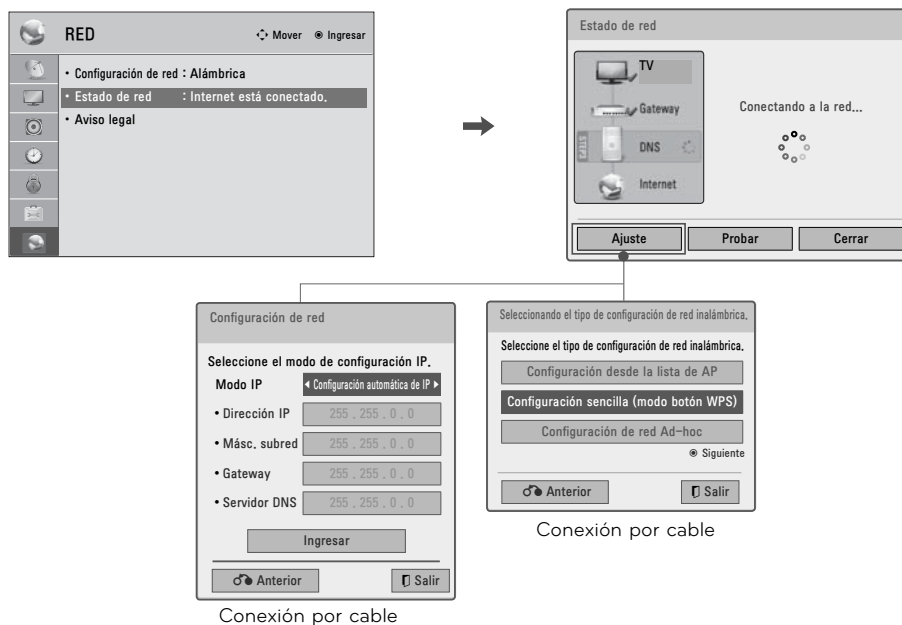 RED
Mover
Ingresar
• Configuración de red : Alámbrica
• Estado de red : Internet está conectado.
• Aviso legal
Estado de red
TV
Gateway
STEP3
DNS
Internet
Conectando a la red...
Ajuste
Probar
Cerrar
Configuración de red
Seleccione el modo de configuración IP.
Modo IP
Configuración automática de IP
• Dirección IP
255 . 255 . 0 . 0
• Másc. subred
255 . 255 . 0 . 0
• Gateway
255 . 255 . 0 . 0
• Servidor DNS
255 . 255 . 0 . 0
Ingresar
Anterior
Salir
Conexión por cable
Seleccionando el tipo de configuración de red inalámbrica.
Seleccione el tipo de configuración de red inalámbrica.
Configuración desde la lista de AP
Configuración sencilla (modo botón WPS)
Configuración de red Ad-hoc
Siguiente
Anterior
Salir
Conexión por cable